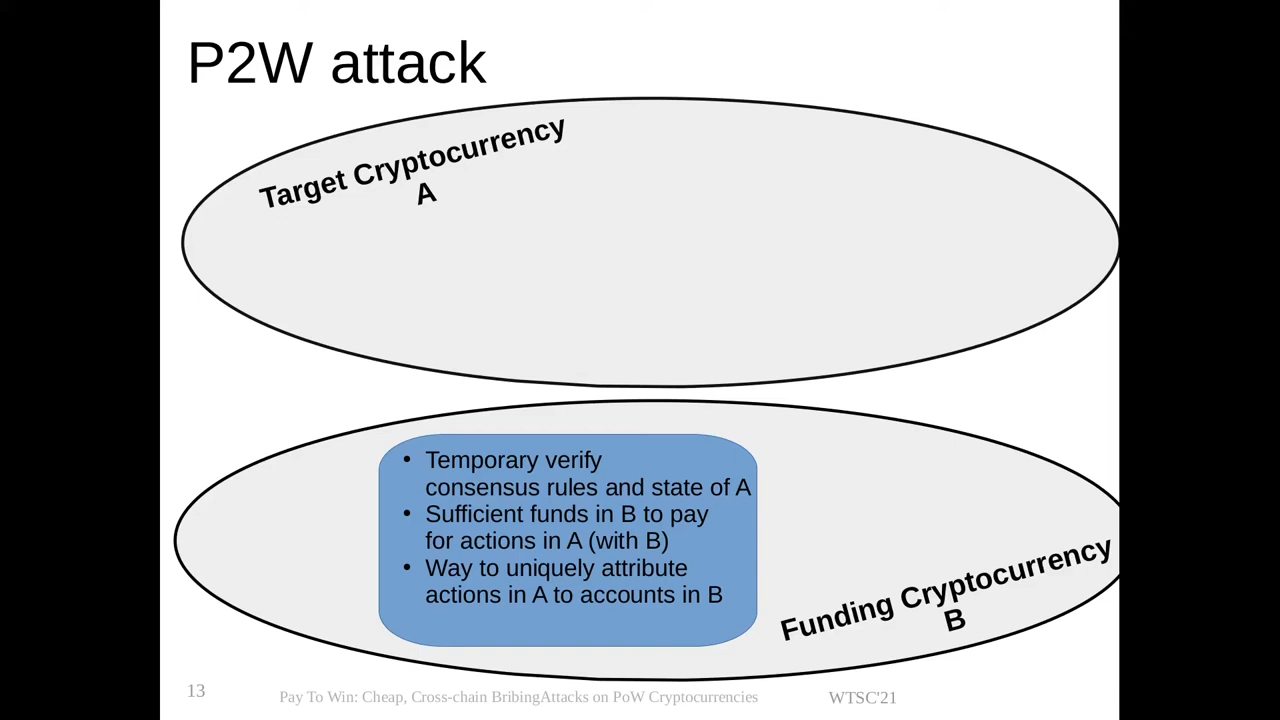 P2W attack
Target Cryptocurrency
A
• Temporary verify
consensus rules and state of A
• Sufficient funds in B to pay
for actions in A (with B)
• Way to uniquely attribute
actions in A to accounts in B
Funding Cryptocurrency
B
13
Pay To Win: Cheap, Cross-chain BribingAttacks on PoW Cryptocurrencies
WTSC'21